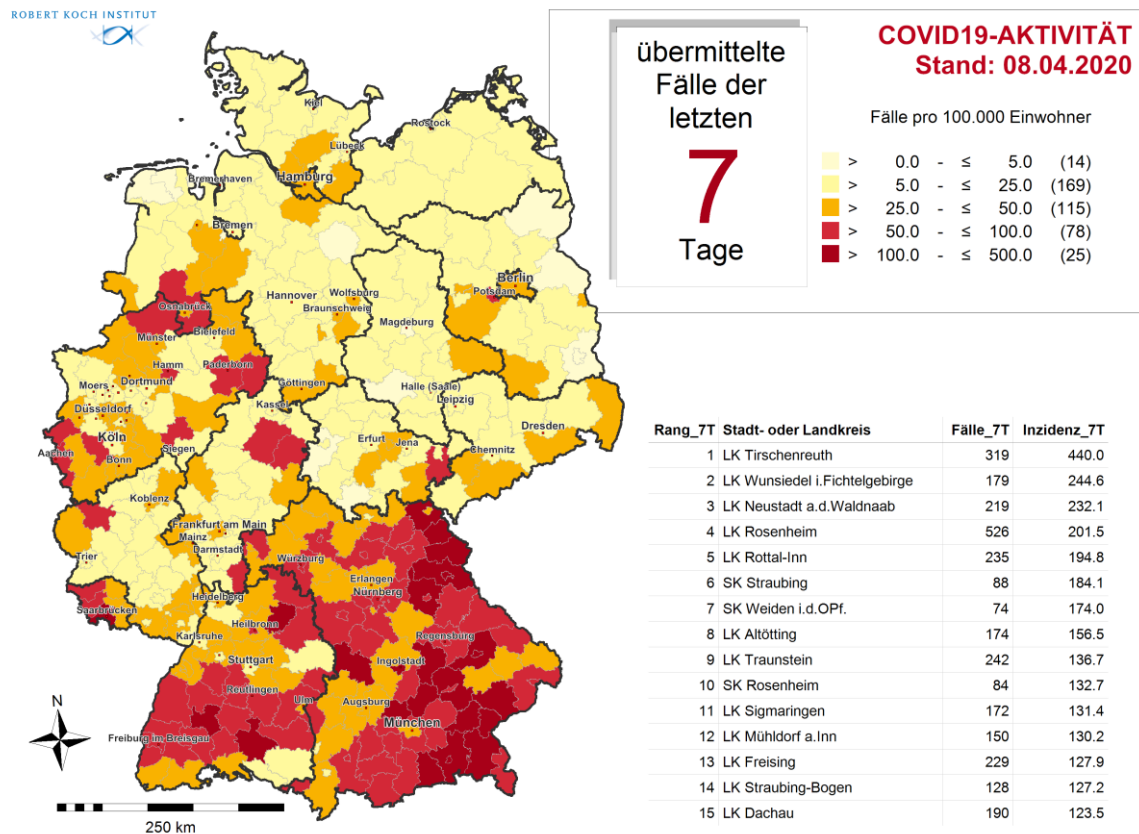 ROBERT KOCH INSTITUT
übermittelte
Fälle der
letzten
7
Tage
COVID19-AKTIVITÄT
Stand: 08.04.2020
Fälle pro 100.000 Einwohner
> 0.0 - ≤ 5.0 (14)
> 5.0 - ≤ 25.0 (169)
> 25.0 - ≤ 50.0 (115)
> 50.0 - ≤ 100.0 (78)
> 100.0 - ≤ 500.0 (25)
Kiel
Rostock
Lübeck
Hamburg
Bremerhaven
Bremen
Berlin
Potsdam
Wolfsburg
Hannover
Braunschweig
Osnabrück
Magdeburg
Bielefeld
Münster
Hamm
Paderborn
Moers
Dortmund
Göttingen
Halle (Saale)
Leipzig
Kassel
Düsseldorf
Dresden
Köln
Erfurt
Jena
Siegen
Chemnitz
Aachen
Bonn
Koblenz
Frankfurt am Main
Mainz
Darmstadt
Würzburg
Trier
Erlangen
Nürnberg
Heidelberg
Saarbrücken
Heilbronn
Karlsruhe
Regensburg
Stuttgart
Ingolstadt
Reutlingen
Ulm
Augsburg
München
Freiburg im Breisgau
N
250 km
Rang_7T Stadt- oder Landkreis Fälle_7T Inzidenz_7T
1 LK Tirschenreuth 319 440.0
2 LK Wunsiedel i.Fichtelgebirge 179 244.6
3 LK Neustadt a.d.Waldnaab 219 232.1
4 LK Rosenheim 526 201.5
5 LK Rottal-Inn 235 194.8
6 SK Straubing 88 184.1
7 SK Weiden i.d.OPf. 74 174.0
8 LK Altötting 174 156.5
9 LK Traunstein 242 136.7
10 SK Rosenheim 84 132.7
11 LK Sigmaringen 172 131.4
12 LK Mühldorf a.Inn 150 130.2
13 LK Freising 229 127.9
14 LK Straubing-Bogen 128 127.2
15 LK Dachau 190 123.5